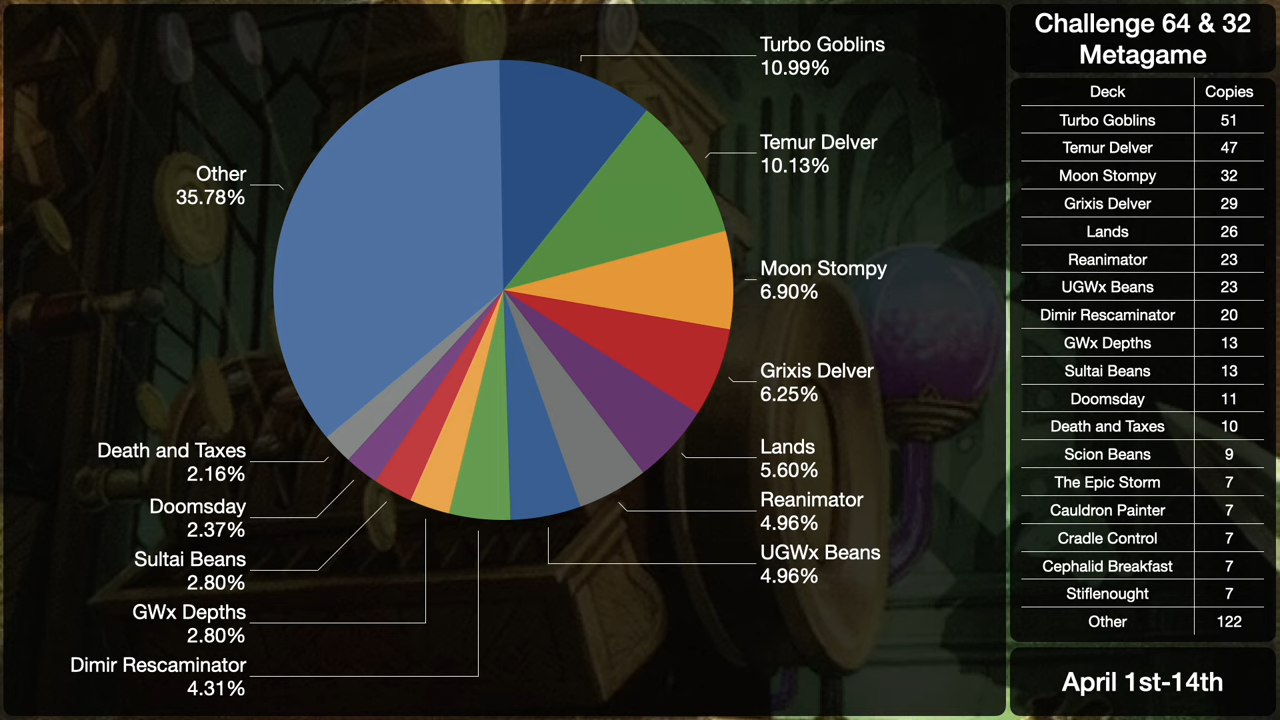 Turbo Goblins
10.99%
Temur Delver
10.13%
Moon Stompy
6.90%
Grixis Delver
6.25%
Lands
5.60%
Reanimator
4.96%
UGWx Beans
4.96%
Other
35.78%
Death and Taxes
2.16%
Doomsday
2.37%
Sultai Beans
2.80%
GWx Depths
2.80%
Dimir Rescaminator
4.31%
Challenge 64 & 32
Metagame
Deck Copies
Turbo Goblins 51
Temur Delver 47
Moon Stompy 32
Grixis Delver 29
Lands 26
Reanimator 23
UGWx Beans 23
Dimir Rescaminator 20
GWx Depths 13
Sultai Beans 13
Doomsday 11
Death and Taxes 10
Scion Beans 9
The Epic Storm 7
Cauldron Painter 7
Cradle Control 7
Cephalid Breakfast 7
Stiflenought 7
Other 122
April 1st-14th